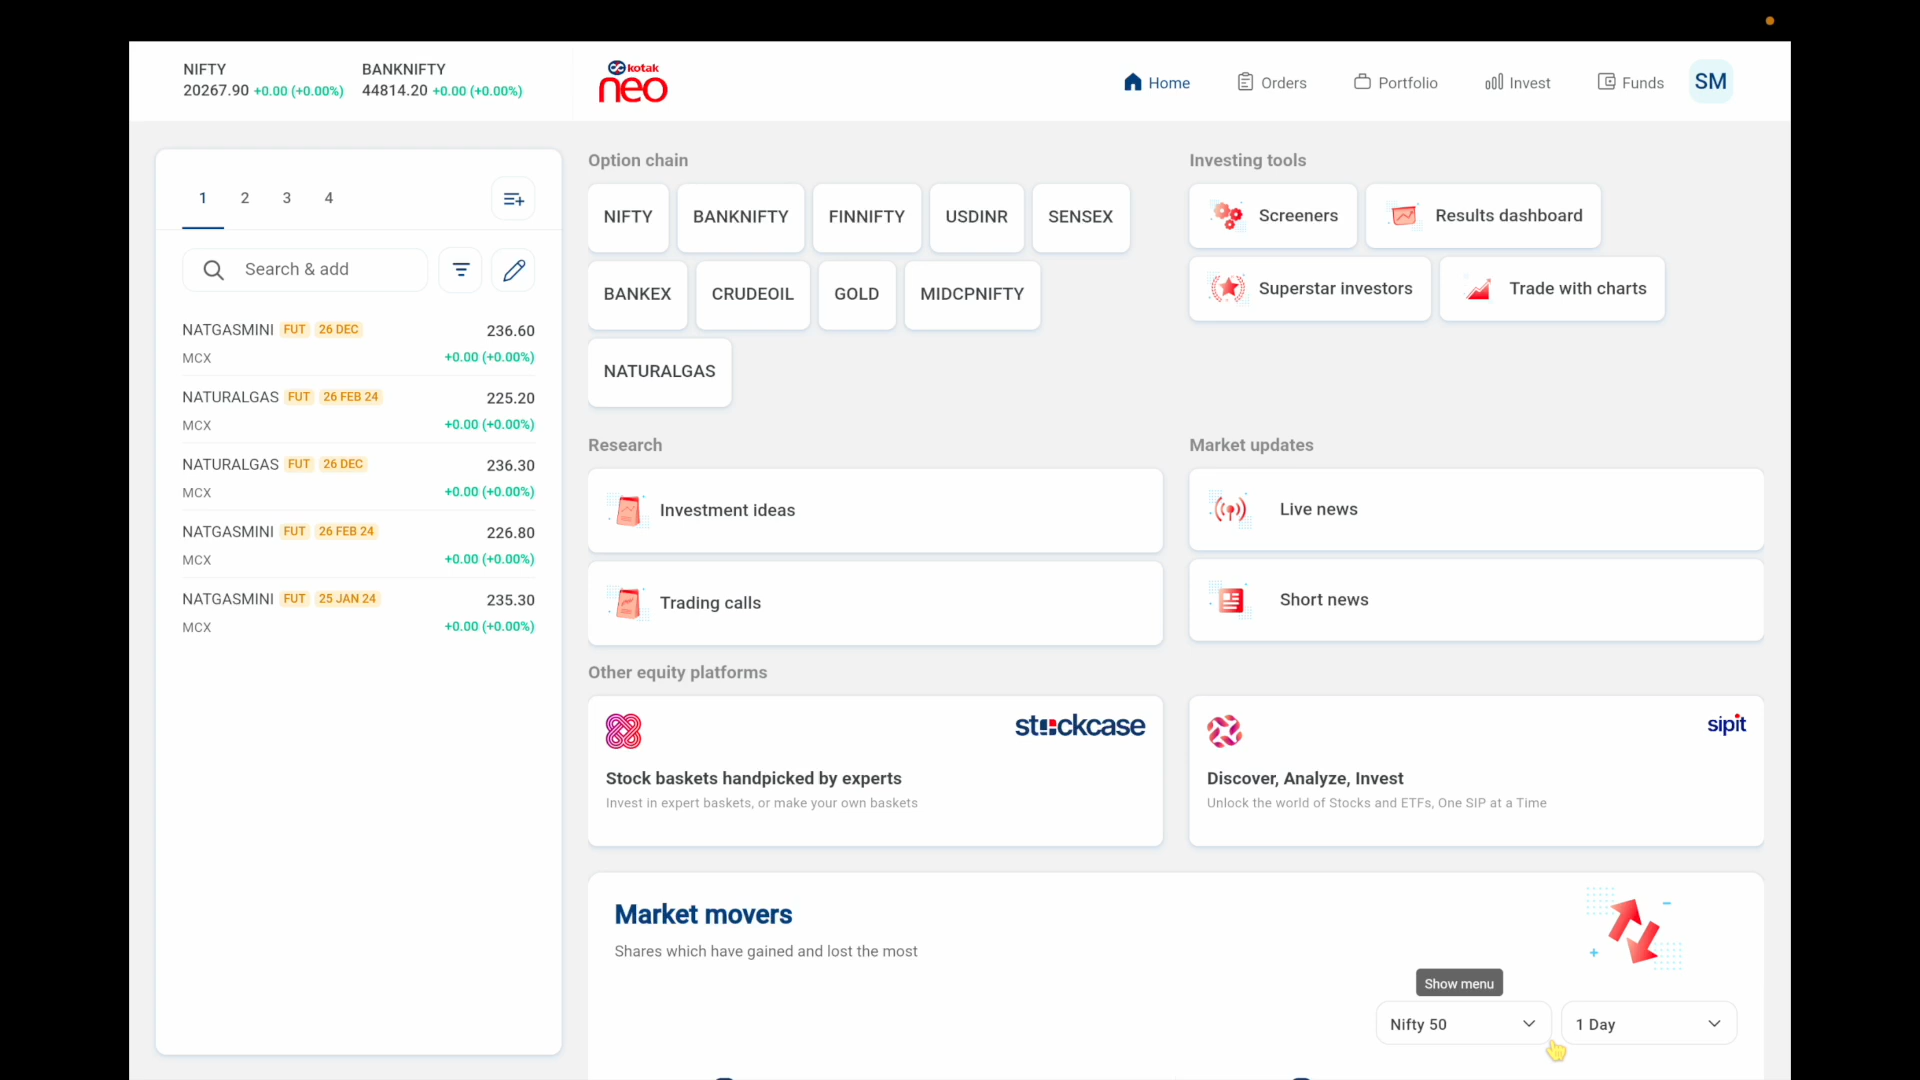 NIFTY
20267.90 +0.00 (+0.00%)
BANKNIFTY
44814.20 +0.00 (+0.00%)
kotak
neo
Home
Orders
Portfolio
Invest
Funds
SM
1
2
3
4
Search & add
NATGASMINI FUT 26 DEC 236.60
MCX +0.00 (+0.00%)
NATURALGAS FUT 26 FEB 24 225.20
MCX +0.00 (+0.00%)
NATURALGAS FUT 26 DEC 236.30
MCX +0.00 (+0.00%)
NATGASMINI FUT 26 FEB 24 226.80
MCX +0.00 (+0.00%)
NATGASMINI FUT 25 JAN 24 235.30
MCX +0.00 (+0.00%)
Option chain
NIFTY
BANKNIFTY
FINNIFTY
USDINR
SENSEX
BANKEX
CRUDEOIL
GOLD
MIDCPNIFTY
NATURALGAS
Investing tools
Screeners
Results dashboard
Superstar investors
Trade with charts
Research
Investment ideas
Trading calls
Market updates
Live news
Short news
Other equity platforms
stockcase
Stock baskets handpicked by experts
Invest in expert baskets, or make your own baskets
sipit
Discover, Analyze, Invest
Unlock the world of Stocks and ETFs, One SIP at a Time
Market movers
Shares which have gained and lost the most
Show menu
Nifty 50
1 Day